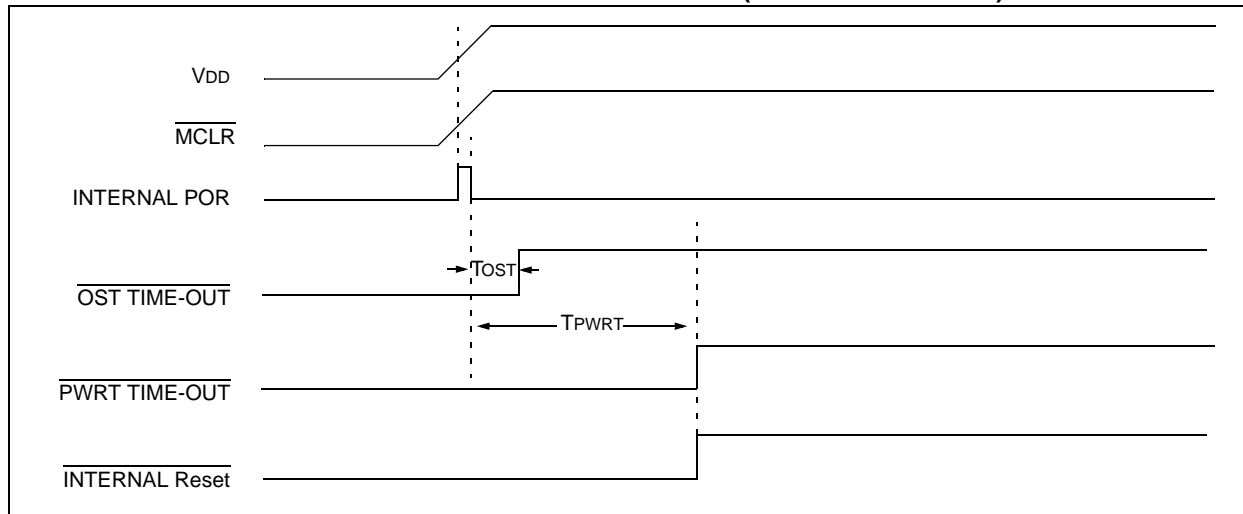 VDD
MCLR
INTERNAL POR
TOST
OST TIME-OUT
TPWRT
PWRT TIME-OUT
INTERNAL Reset